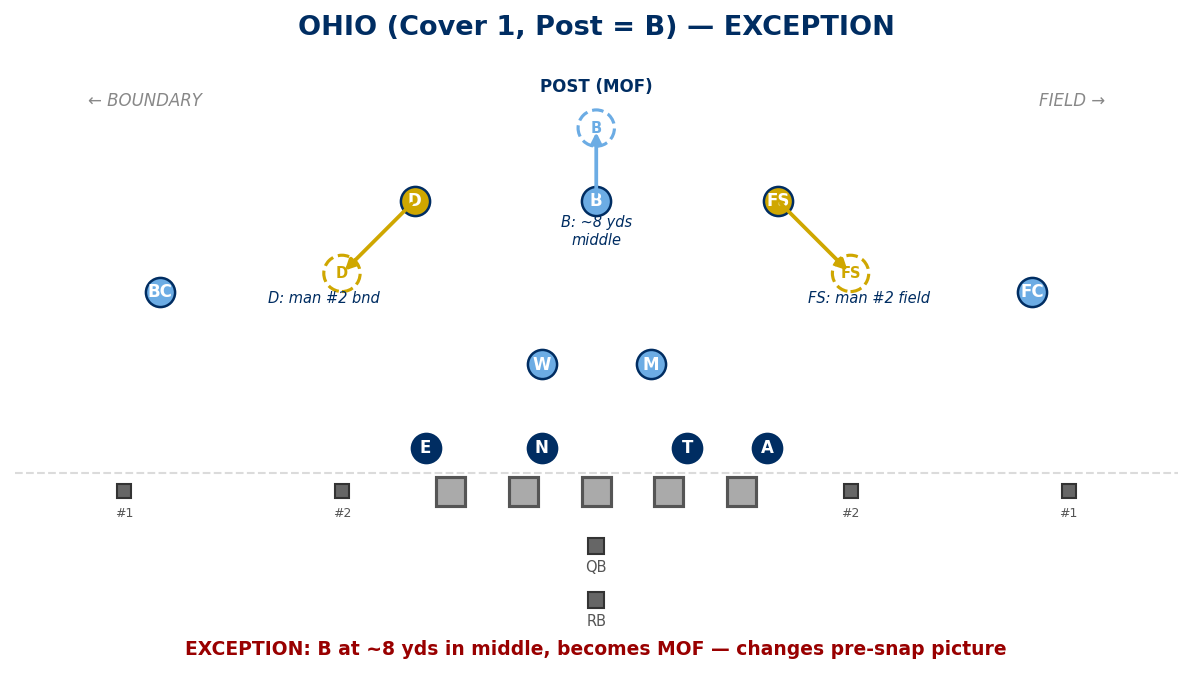 OHIO (Cover 1, Post = B) — EXCEPTION
POST (MOF)
← BOUNDARY
FIELD →
B
D
B
FS
B: ~8 yds
middle
D
FS
BC
D: man #2 bnd
FS: man #2 field
FC
W
M
E
N
T
A
#1
#2
#2
#1
QB
RB
EXCEPTION: B at ~8 yds in middle, becomes MOF — changes pre-snap picture